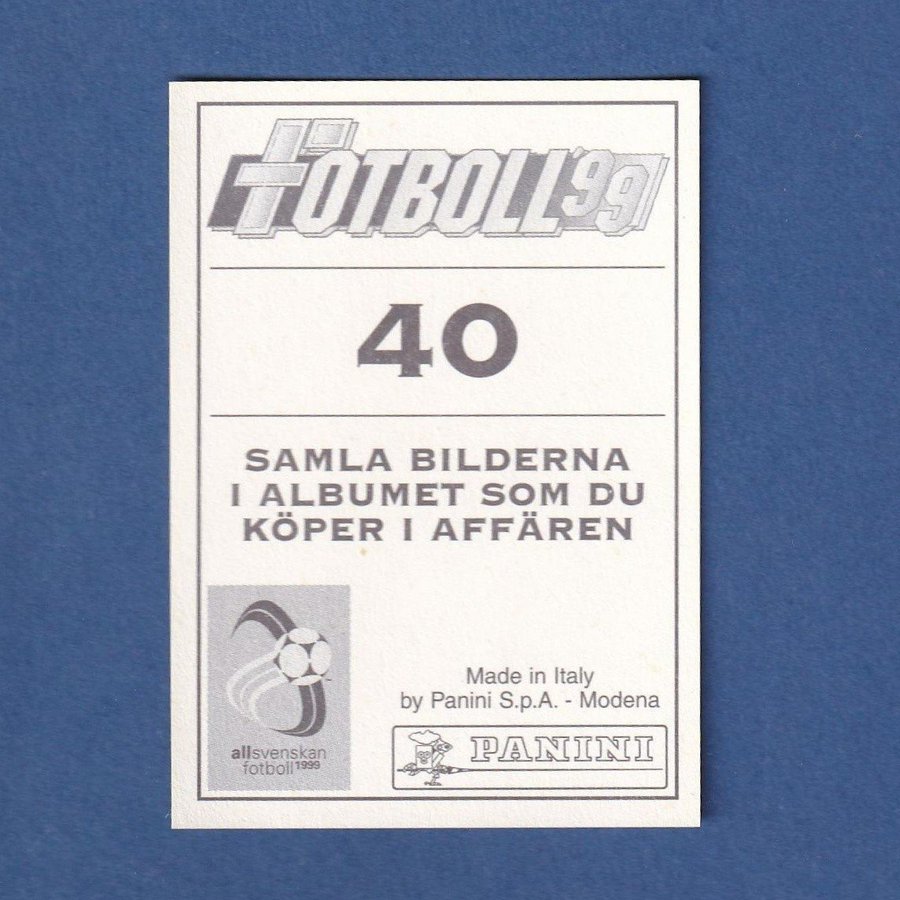 FOTBOLL'99
40
SAMLA BILDERNA
I ALBUMET SOM DU
KÖPER I AFFÄREN
allsvenskan
fotboll1999
Made in Italy
by Panini S.p.A. - Modena
PANINI